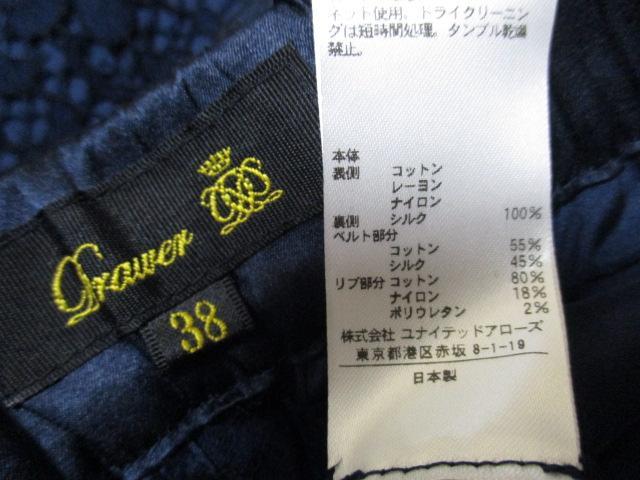 Drawer
38
ネット使用。ドライクリーニン
グは短時間処理。タンブル乾燥
禁止。
本体
表側 コットン
レーヨン
ナイロン
裏側 シルク 100%
ベルト部分
コットン 55%
シルク 45%
リブ部分 コットン 80%
ナイロン 18%
ポリウレタン 2%
株式会社 ユナイテッドアローズ
東京都港区赤坂 8-1-19
日本製